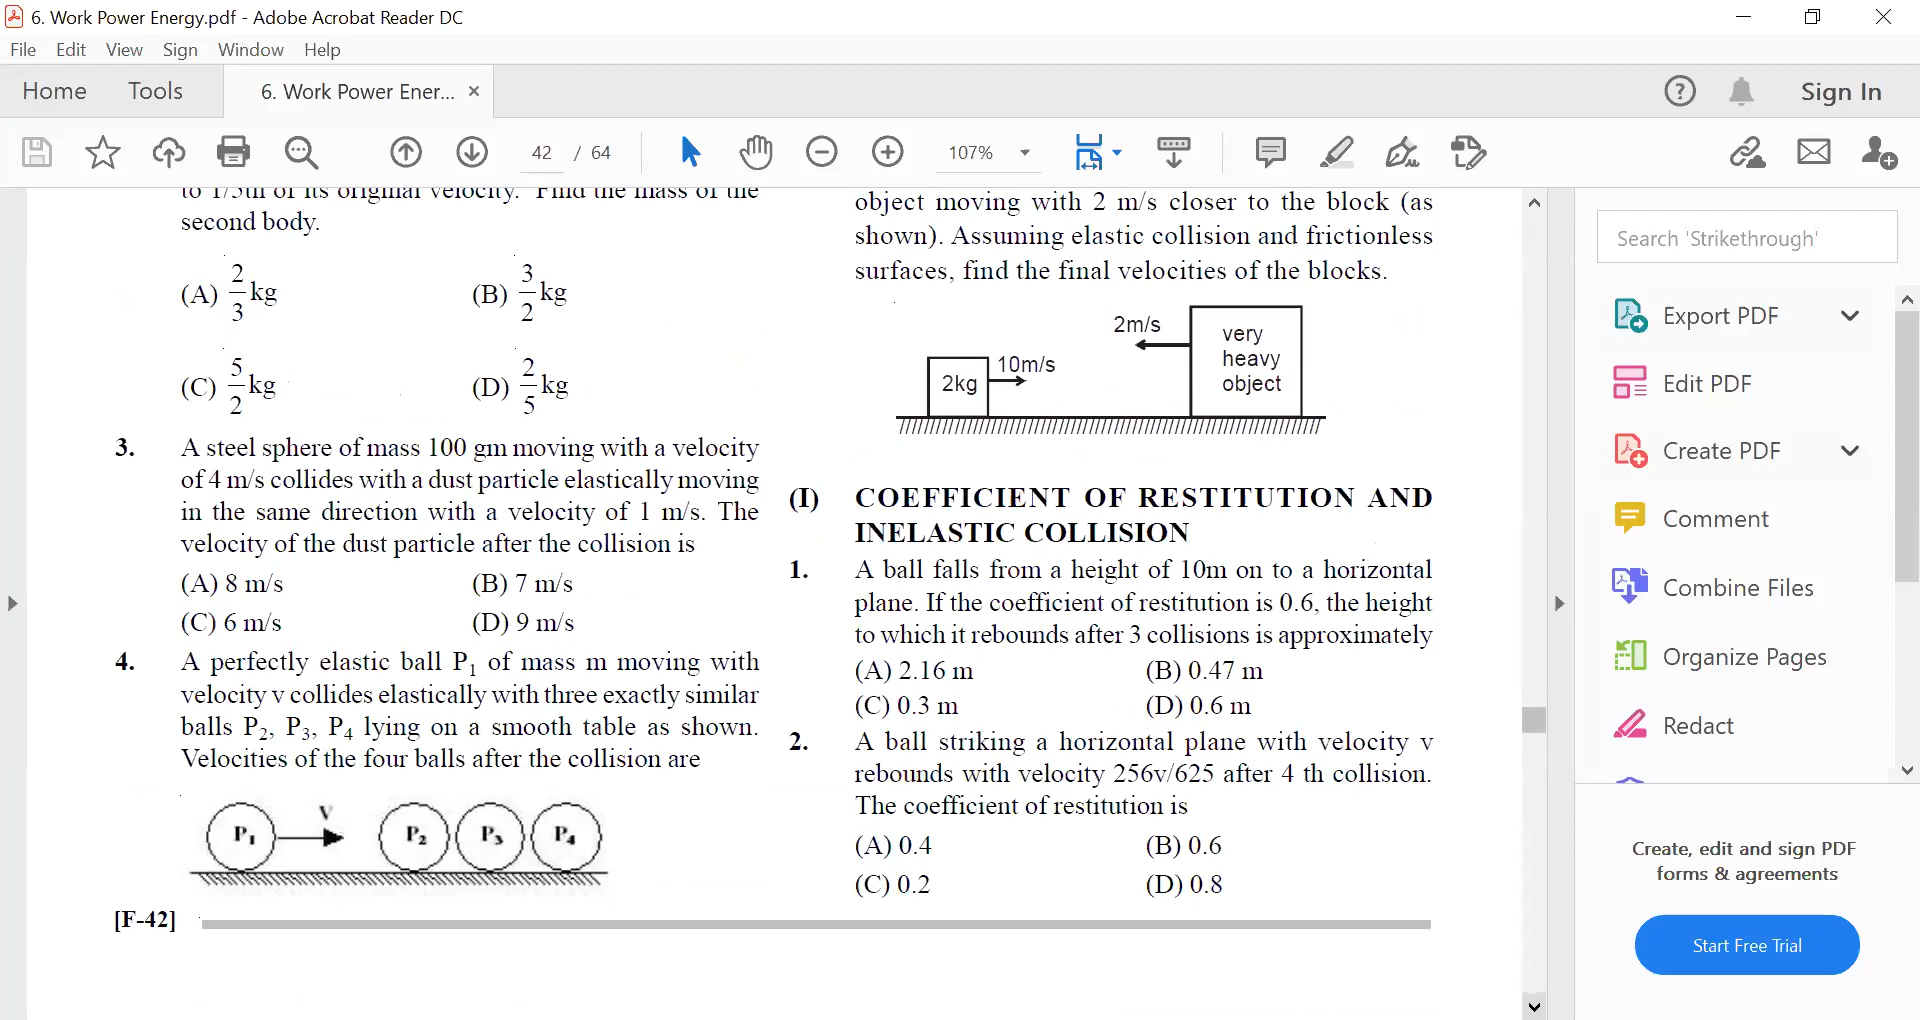 6. Work Power Energy.pdf - Adobe Acrobat Reader DC
File Edit View Sign Window Help
Home Tools 6. Work Power Ener... × Sign In
42 / 64 107%
to 1/5th of its original velocity. Find the mass of the
second body.
(A) 2/3 kg (B) 3/2 kg
(C) 5/2 kg (D) 2/5 kg
3. A steel sphere of mass 100 gm moving with a velocity
of 4 m/s collides with a dust particle elastically moving
in the same direction with a velocity of 1 m/s. The
velocity of the dust particle after the collision is
(A) 8 m/s (B) 7 m/s
(C) 6 m/s (D) 9 m/s
4. A perfectly elastic ball P₁ of mass m moving with
velocity v collides elastically with three exactly similar
balls P₂, P₃, P₄ lying on a smooth table as shown.
Velocities of the four balls after the collision are
P₁ V P₂ P₃ P₄
[F-42]
object moving with 2 m/s closer to the block (as
shown). Assuming elastic collision and frictionless
surfaces, find the final velocities of the blocks.
2kg 10m/s 2m/s
very
heavy
object
(I) COEFFICIENT OF RESTITUTION AND
INELASTIC COLLISION
1. A ball falls from a height of 10m on to a horizontal
plane. If the coefficient of restitution is 0.6, the height
to which it rebounds after 3 collisions is approximately
(A) 2.16 m (B) 0.47 m
(C) 0.3 m (D) 0.6 m
2. A ball striking a horizontal plane with velocity v
rebounds with velocity 256v/625 after 4 th collision.
The coefficient of restitution is
(A) 0.4 (B) 0.6
(C) 0.2 (D) 0.8
Search 'Strikethrough'
Export PDF
Edit PDF
Create PDF
Comment
Combine Files
Organize Pages
Redact
Create, edit and sign PDF
forms & agreements
Start Free Trial